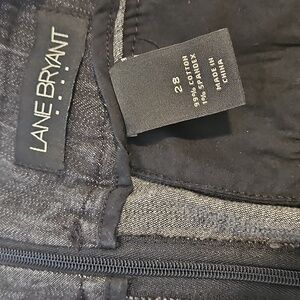 LANE BRYANT
28
99% COTTON
1% SPANDEX
MADE IN
CHINA